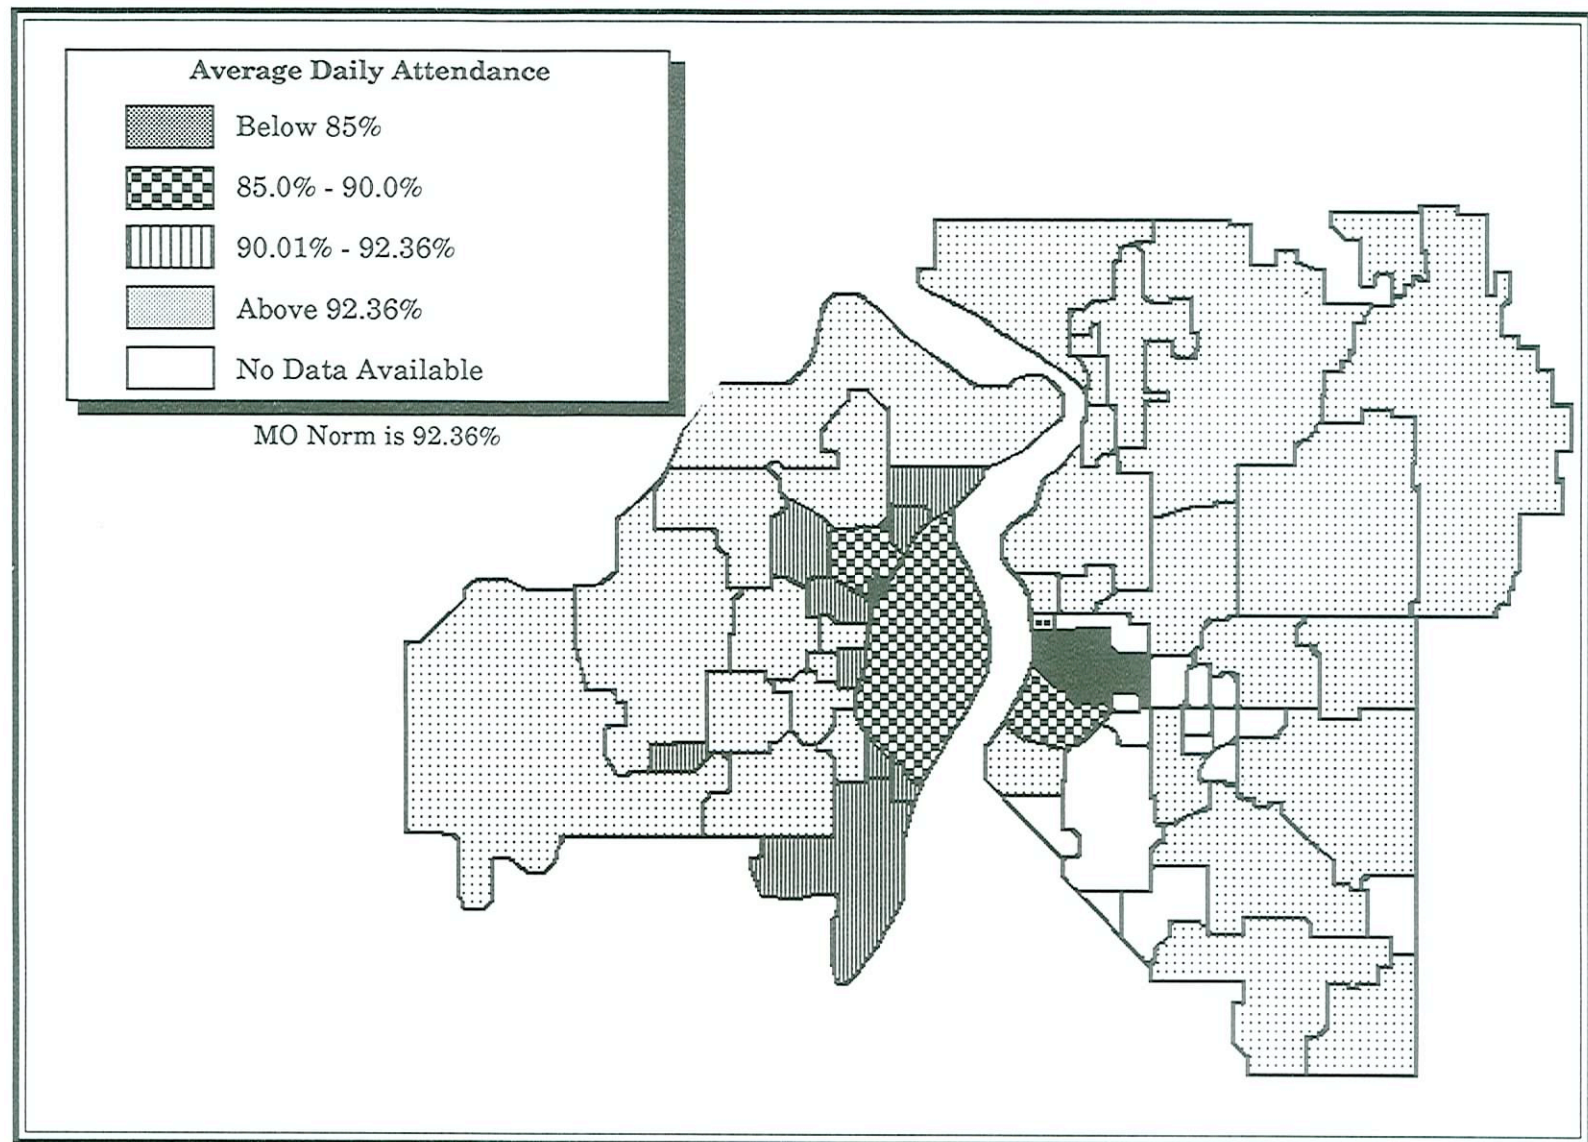 Average Daily Attendance
Below 85%
85.0% - 90.0%
90.01% - 92.36%
Above 92.36%
No Data Available
MO Norm is 92.36%